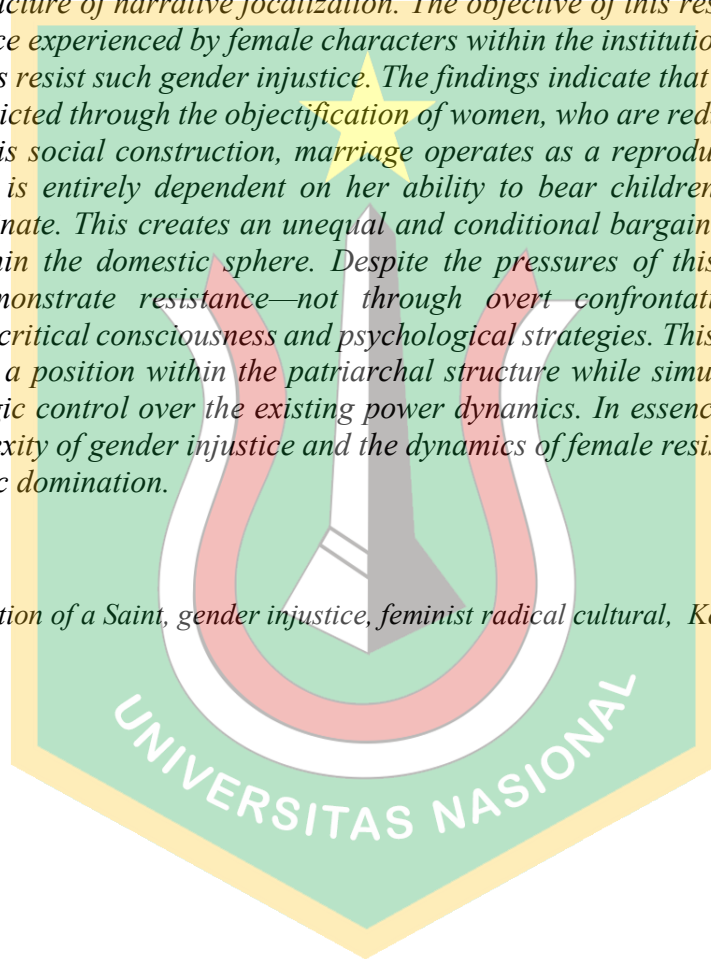 ucture of narrative focalization. The objective of this res
ce experienced by female characters within the institutio
s resist such gender injustice. The findings indicate that
icted through the objectification of women, who are red
is social construction, marriage operates as a reprodu
is entirely dependent on her ability to bear children
nate. This creates an unequal and conditional bargain
in the domestic sphere. Despite the pressures of this
monstrate resistance—not through overt confrontati
critical consciousness and psychological strategies. This
a position within the patriarchal structure while simu
gic control over the existing power dynamics. In essenc
xity of gender injustice and the dynamics of female resis
c domination.
tion of a Saint, gender injustice, feminist radical cultural, Ko
UNIVERSITAS NASIONAL